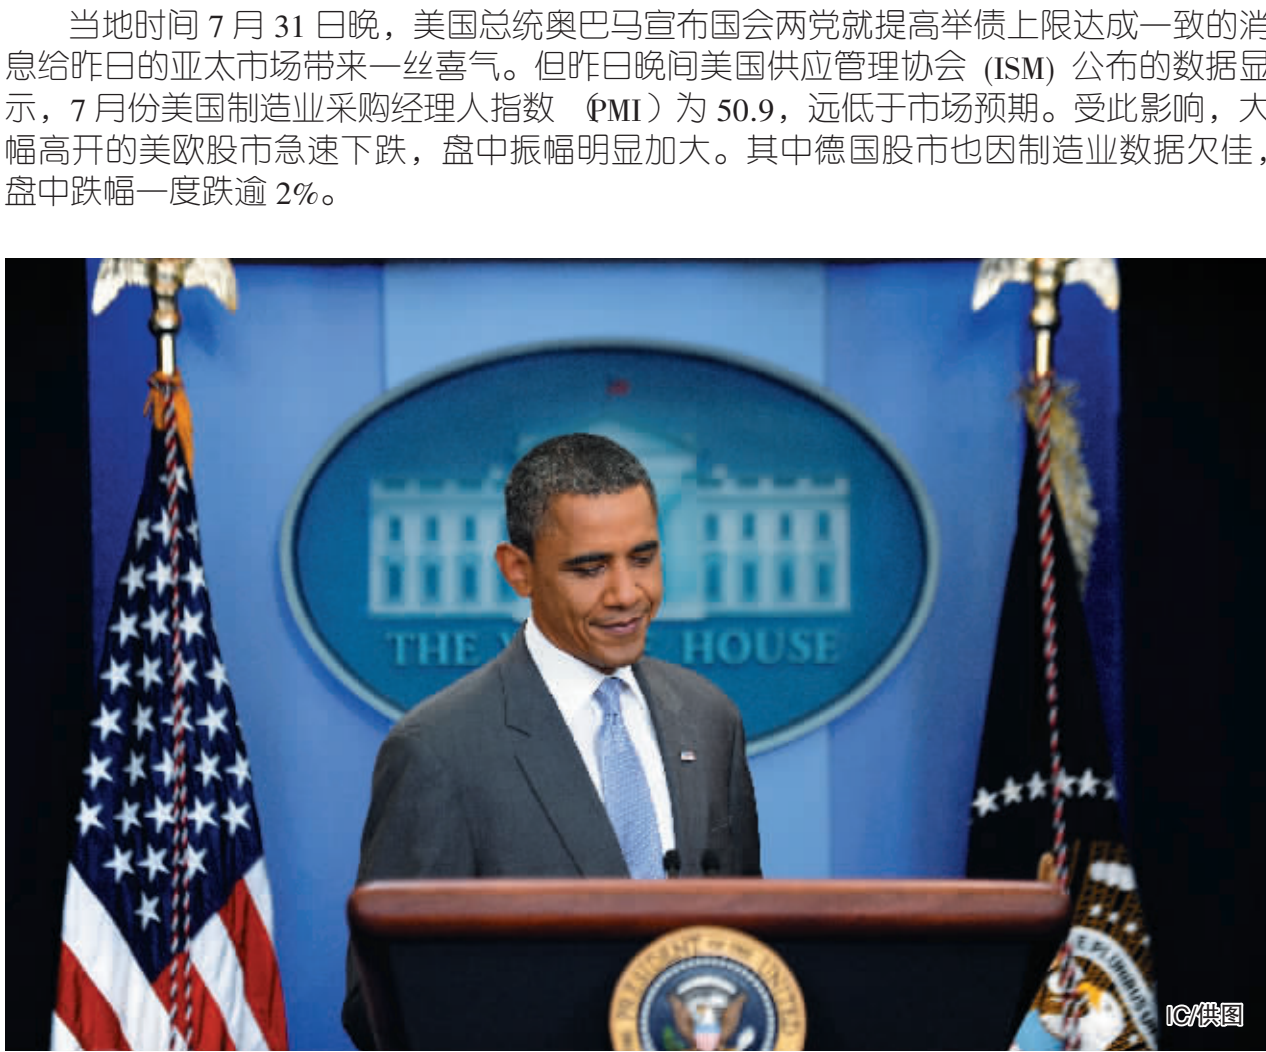 当地时间 7 月 31 日晚，美国总统奥巴马宣布国会两党就提高举债上限达成一致的消
息给昨日的亚太市场带来一丝喜气。但昨日晚间美国供应管理协会 (ISM) 公布的数据显
示，7 月份美国制造业采购经理人指数 （PMI）为 50.9，远低于市场预期。受此影响，大
幅高开的美欧股市急速下跌，盘中振幅明显加大。其中德国股市也因制造业数据欠佳，
盘中跌幅一度跌逾 2%。
THE HOUSE
PRESIDENT OF THE UNITED
E PLURIBUS
IC/供图